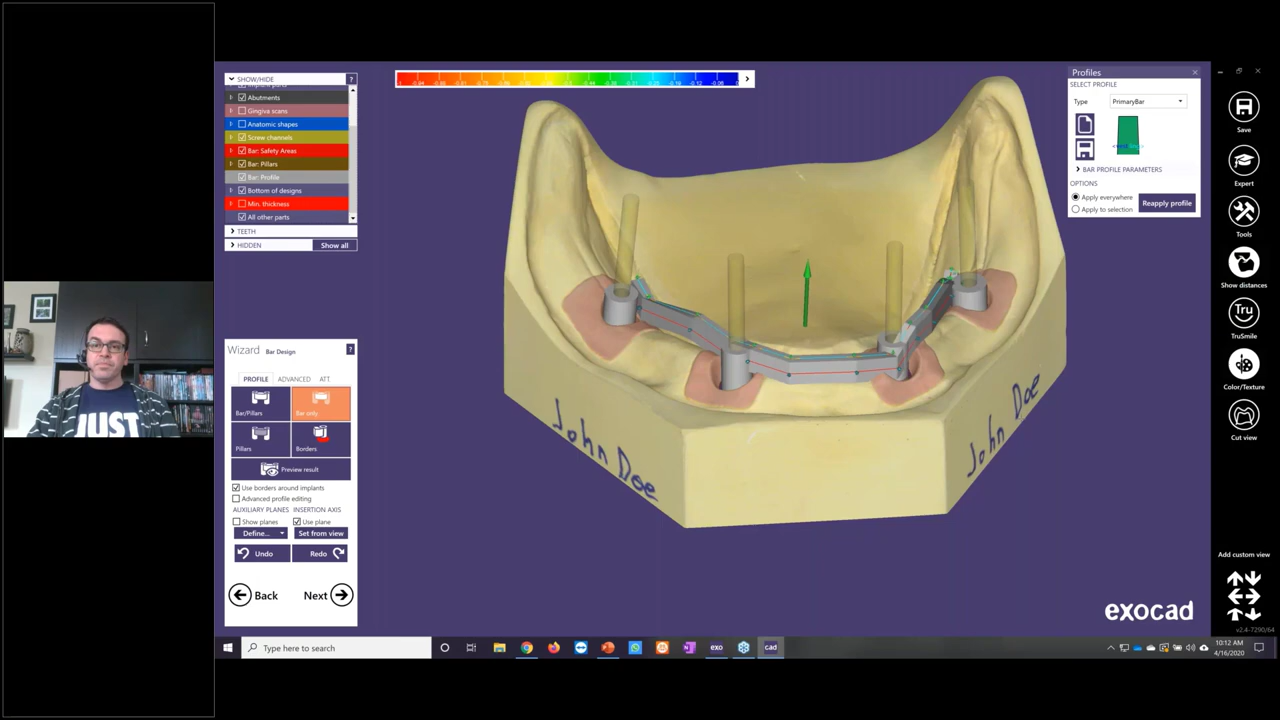 SHOW/HIDE
?
Abutments
Gingiva scans
Anatomic shapes
Screw channels
Bar: Safety Areas
Bar: Pillars
Bar: Profile
Bottom of designs
Min. thickness
All other parts
TEETH
HIDDEN
Show all
Profiles
SELECT PROFILE
Type
PrimaryBar
BAR PROFILE PARAMETERS
OPTIONS
Apply everywhere
Apply to selection
Reapply profile
Save
Expert
Tools
Show distances
Tru
TruSmile
Color/Texture
Cut view
Add custom view
v2.4-7290/64
JUST
Wizard Bar Design
?
PROFILE
ADVANCED
ATT
Bar/Pillars
Bar only
Pillars
Borders
Preview result
Use borders around implants
Advanced profile editing
AUXILIARY PLANES
INSERTION AXIS
Show planes
Use plane
Define...
Set from view
Undo
Redo
Back
Next
John Doe
John Doe
exocad
Type here to search
exo
cad
10:12 AM
4/16/2020